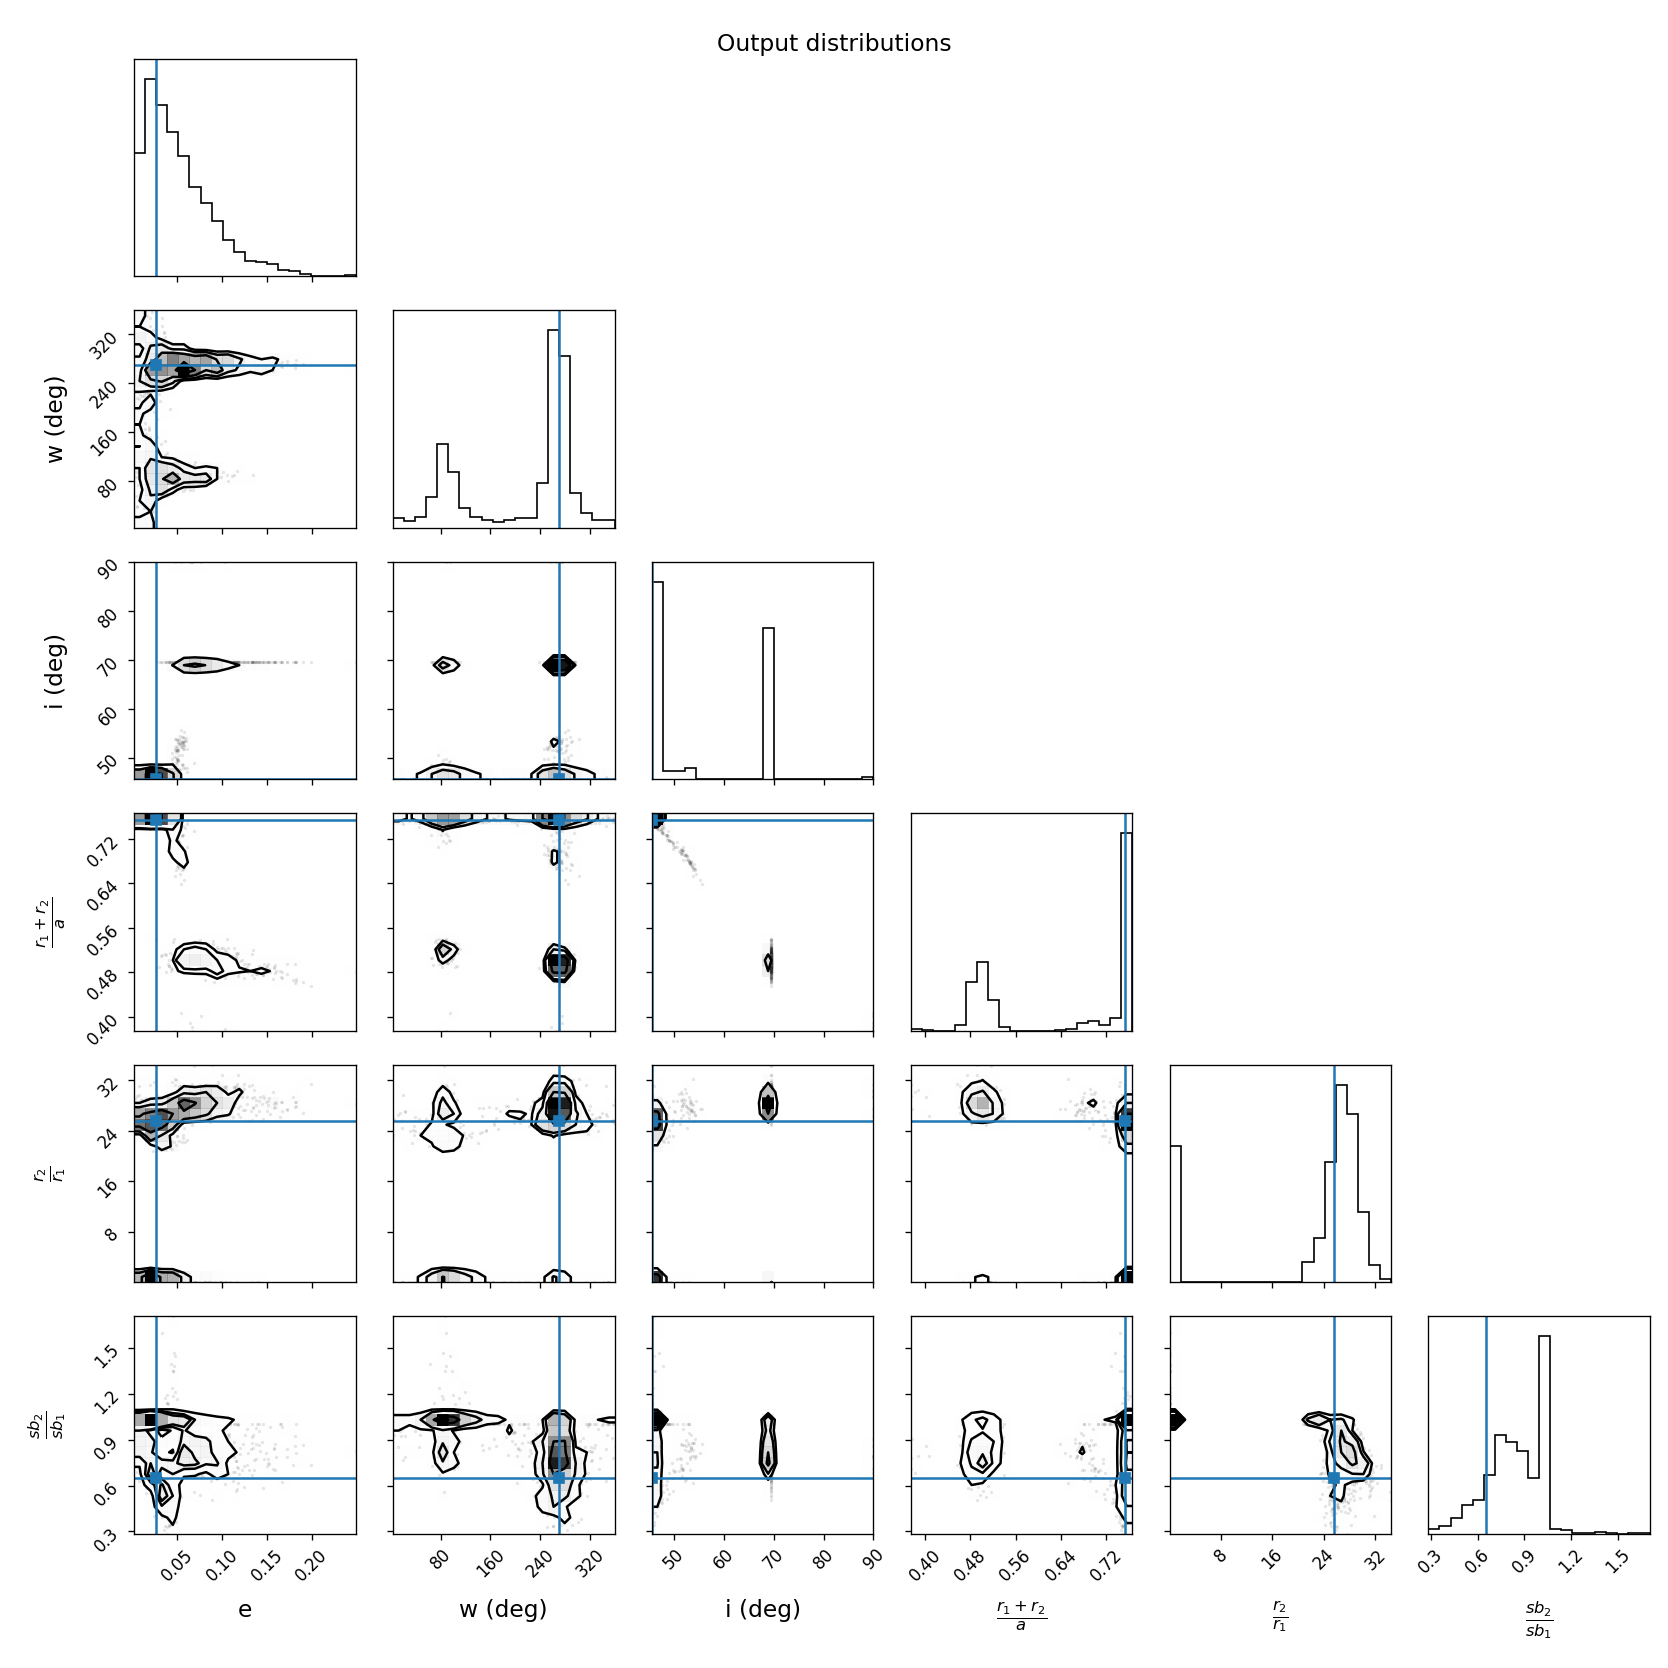 Output distributions
w (deg)
320
240
160
80
i (deg)
90
80
70
60
50
r₁ + r₂
a
0.72
0.64
0.56
0.48
0.40
r₂
r₁
32
24
16
8
sb₂
sb₁
1.5
1.2
0.9
0.6
0.3
0.05 0.10 0.15 0.20
80 160 240 320
50 60 70 80 90
0.40 0.48 0.56 0.64 0.72
8 16 24 32
0.3 0.6 0.9 1.2 1.5
e
w (deg)
i (deg)
r₁ + r₂
a
r₂
r₁
sb₂
sb₁